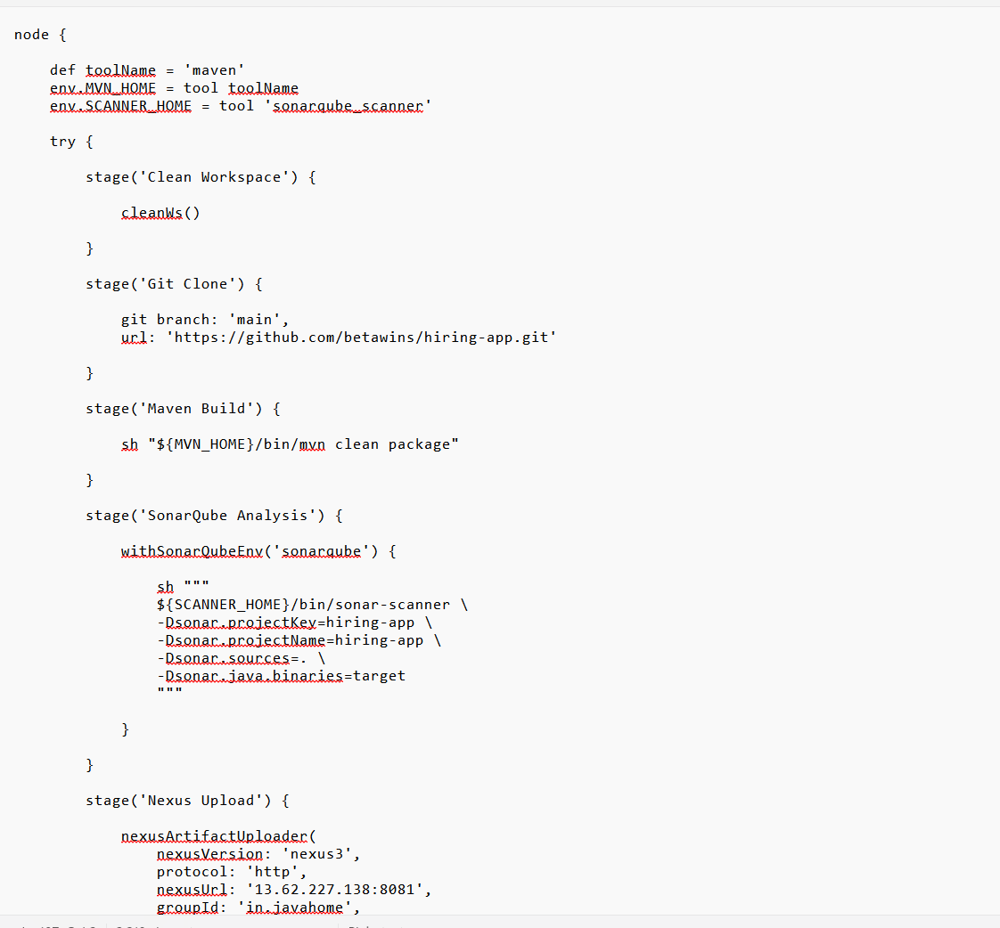 node {
def toolName = 'maven'
env.MVN_HOME = tool toolName
env.SCANNER_HOME = tool 'sonarqube_scanner'
try {
stage('Clean Workspace') {
cleanWs()
}
stage('Git Clone') {
git branch: 'main',
url: 'https://github.com/betawins/hiring-app.git'
}
stage('Maven Build') {
sh "${MVN_HOME}/bin/mvn clean package"
}
stage('SonarQube Analysis') {
withSonarQubeEnv('sonarqube') {
sh """
${SCANNER_HOME}/bin/sonar-scanner \
-Dsonar.projectKey=hiring-app \
-Dsonar.projectName=hiring-app \
-Dsonar.sources=. \
-Dsonar.java.binaries=target
"""
}
}
stage('Nexus Upload') {
nexusArtifactUploader(
nexusVersion: 'nexus3',
protocol: 'http',
nexusUrl: '13.62.227.138:8081',
groupId: 'in.javahome',